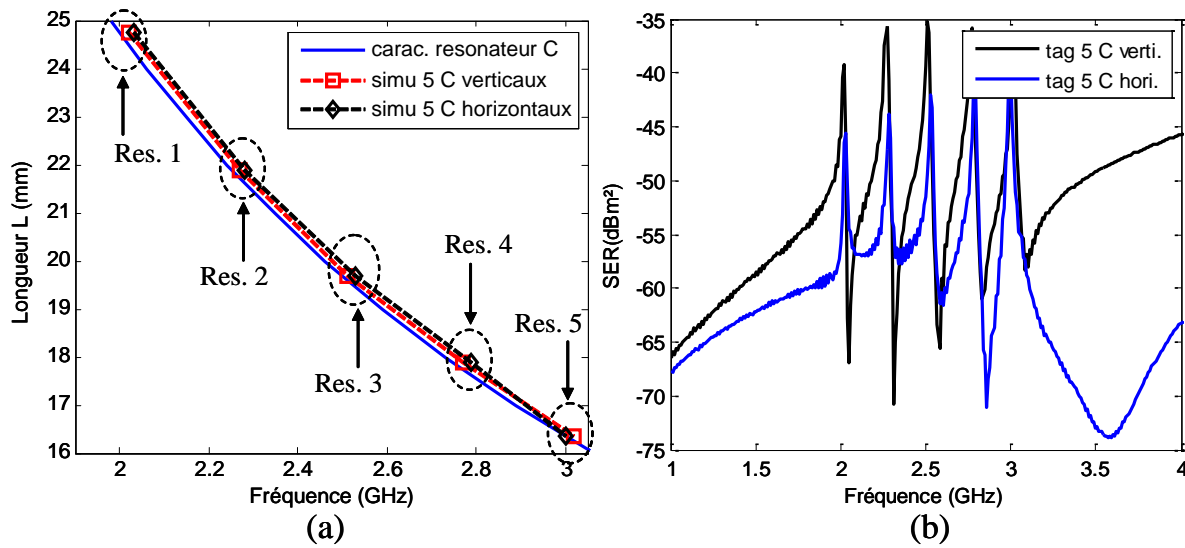 25
24
23
22
21
20
19
18
17
16
Longueur L (mm)
2
2.2
2.4
2.6
2.8
3
Fréquence (GHz)
carac. resonateur C
simu 5 C verticaux
simu 5 C horizontaux
Res. 1
Res. 2
Res. 3
Res. 4
Res. 5
(a)
-35
-40
-45
-50
-55
-60
-65
-70
-75
SER(dBm²)
1
1.5
2
2.5
3
3.5
4
Fréquence (GHz)
tag 5 C verti.
tag 5 C hori.
(b)